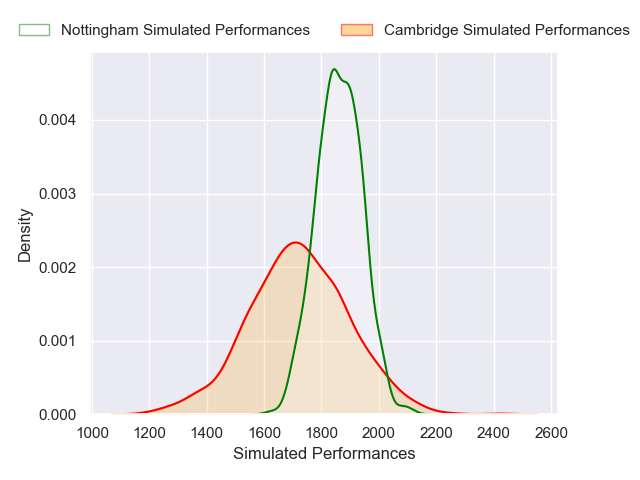 Nottingham Simulated Performances Cambridge Simulated Performances
0.004
0.003
0.002
0.001
0.000
Density
1000 1200 1400 1600 1800 2000 2200 2400 2600
Simulated Performances